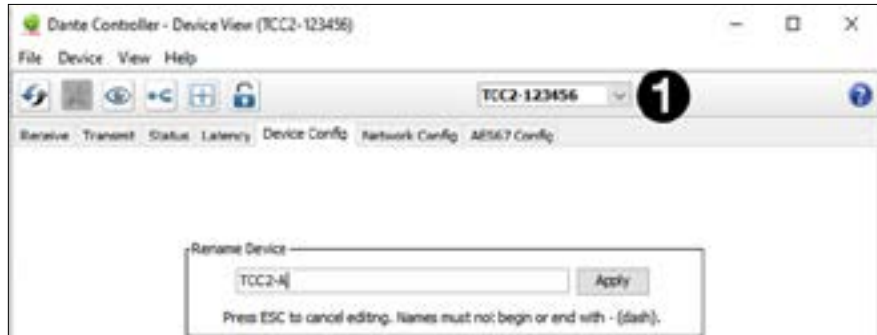 Dante Controller - Device View (TCC2-123456)
File Device View Help
TCC2-123456
1
?
Receive Transmit Status Latency Device Config Network Config AES67 Config
Rename Device
TCC2-A
Apply
Press ESC to cancel editing. Names must not begin or end with - (dash).